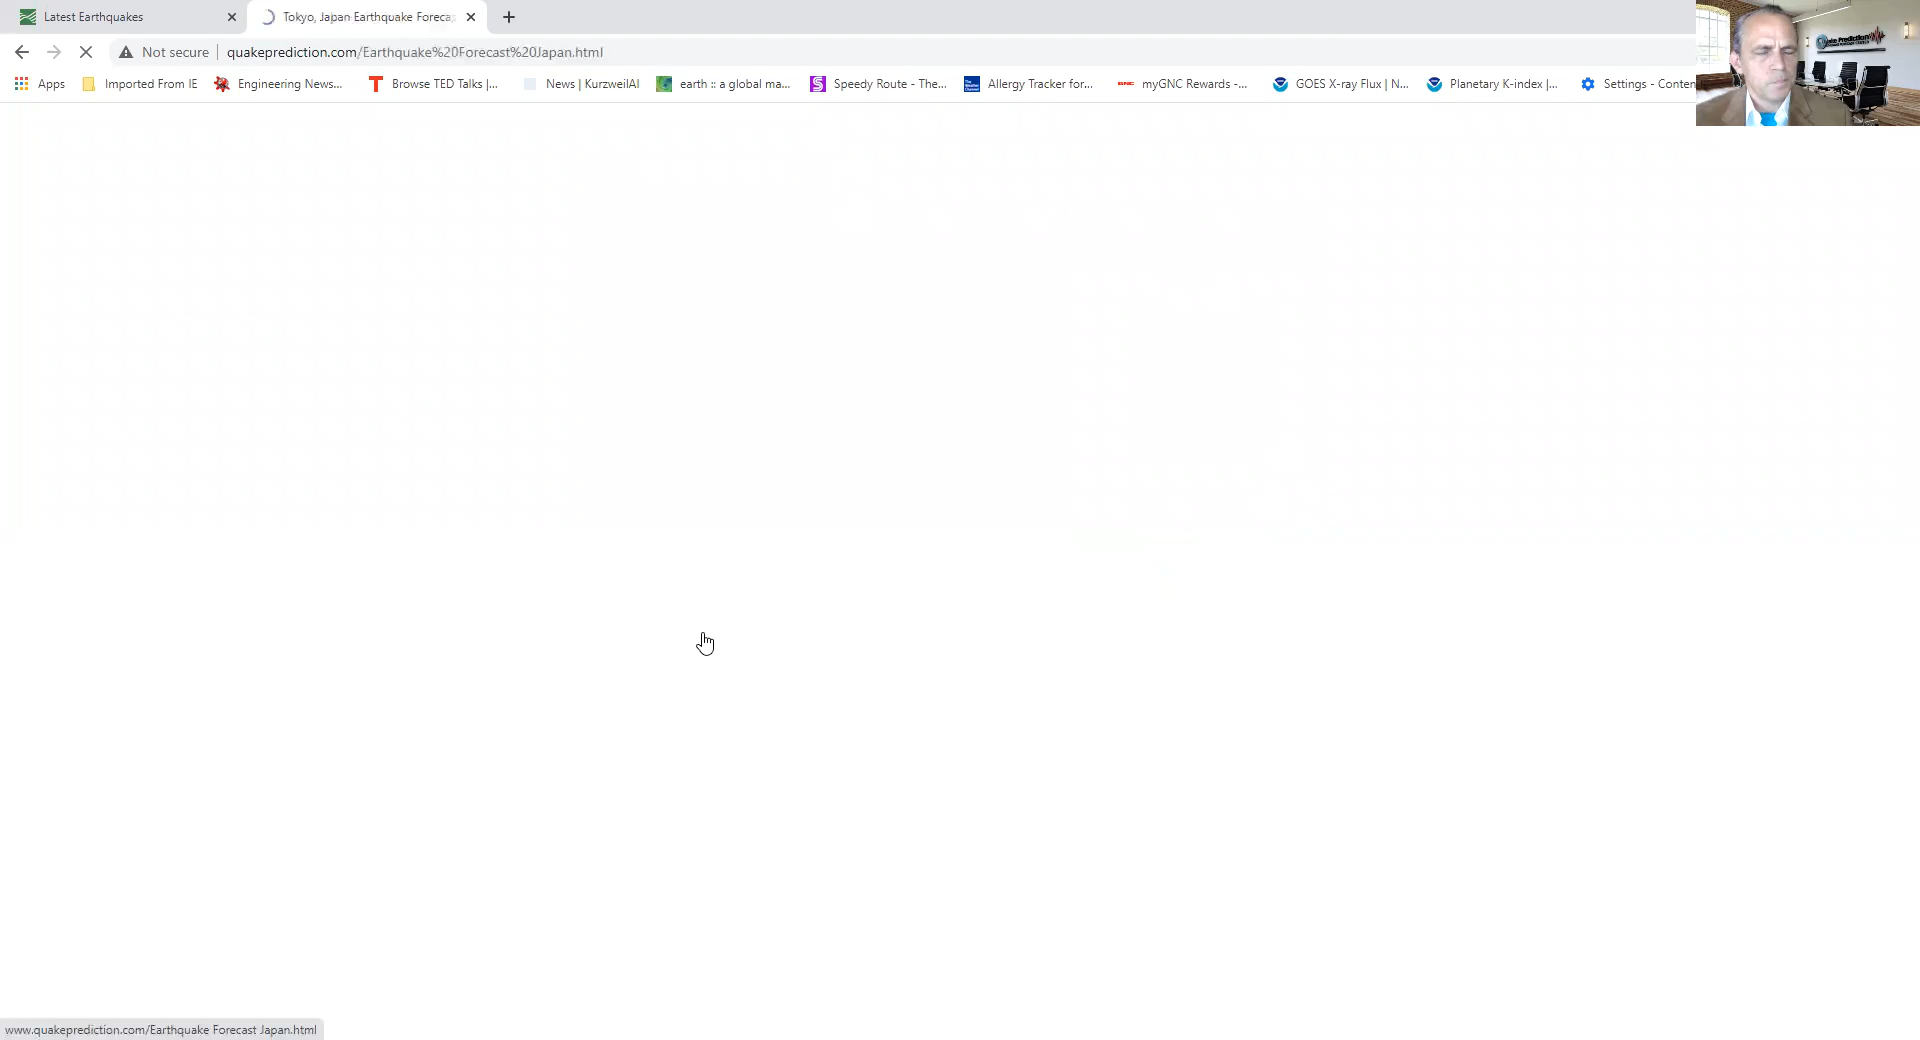 Latest Earthquakes
Tokyo, Japan Earthquake Foreca
Not secure
quakeprediction.com/Earthquake%20Forecast%20Japan.html
Apps
Imported From IE
Engineering News...
Browse TED Talks |...
News | KurzweilAI
earth :: a global ma...
Speedy Route - The...
Allergy Tracker for...
myGNC Rewards -...
GOES X-ray Flux | N...
Planetary K-index |...
Settings - Conten
Quake Prediction
www.quakeprediction.com/Earthquake Forecast Japan.html